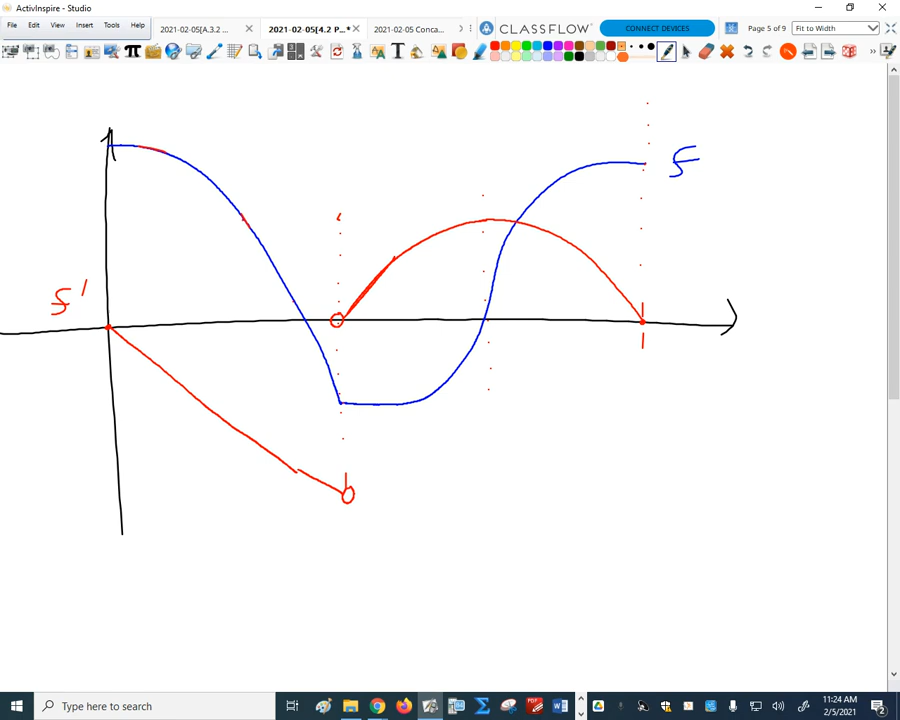 ActivInspire - Studio
File Edit View Insert Tools Help
2021-02-05[A.3.2 ...
2021-02-05[4.2 P...*
2021-02-05 Conca...
CLASSFLOW
CONNECT DEVICES
Page 5 of 9
Fit to Width
f
f'
Type here to search
11:24 AM
2/5/2021
2